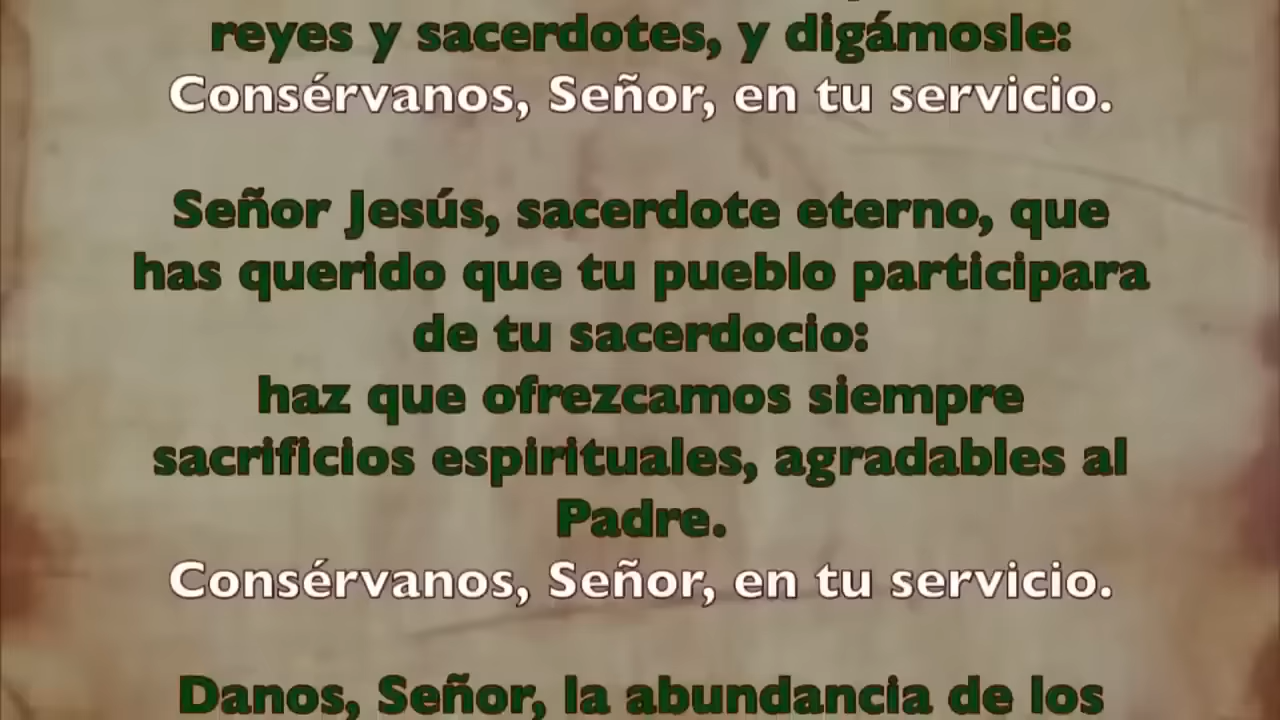 reyes y sacerdotes, y digámosle:
Consérvanos, Señor, en tu servicio.
Señor Jesús, sacerdote eterno, que
has querido que tu pueblo participara
de tu sacerdocio:
haz que ofrezcamos siempre
sacrificios espirituales, agradables al
Padre.
Consérvanos, Señor, en tu servicio.
Danos, Señor, la abundancia de los